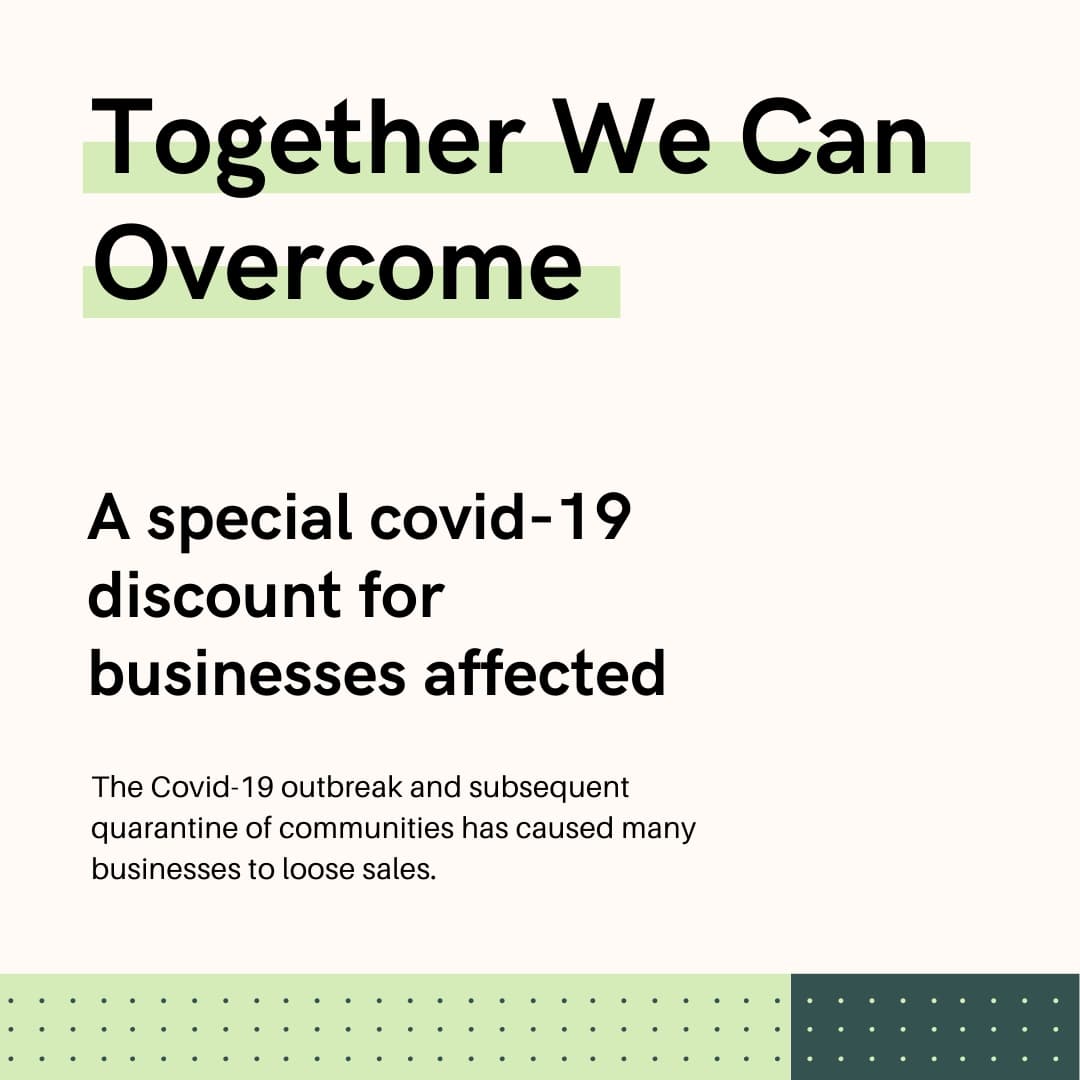 Together We Can
Overcome
A special covid-19
discount for
businesses affected
The Covid-19 outbreak and subsequent
quarantine of communities has caused many
businesses to loose sales.